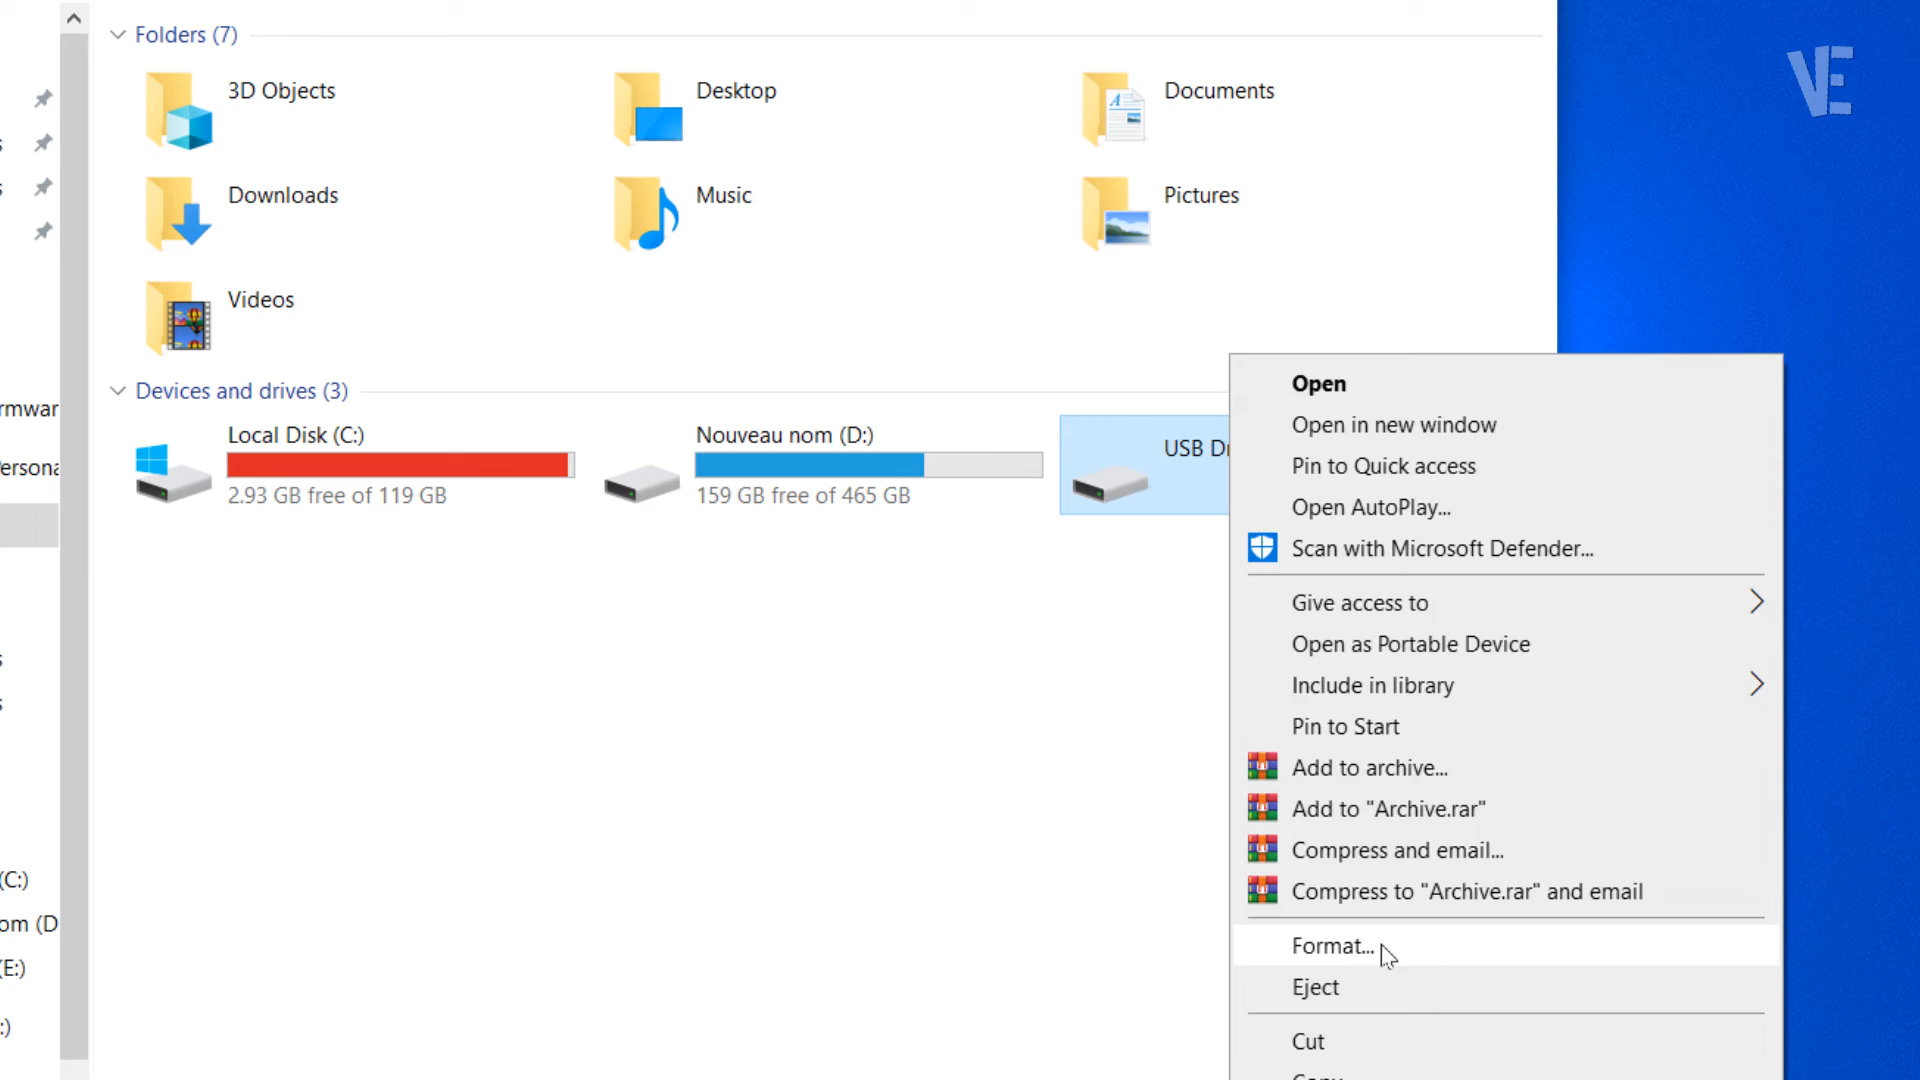 Folders (7)
3D Objects
Desktop
Documents
Downloads
Music
Pictures
Videos
Devices and drives (3)
Local Disk (C:)
2.93 GB free of 119 GB
Nouveau nom (D:)
159 GB free of 465 GB
USB Dr
Open
Open in new window
Pin to Quick access
Open AutoPlay...
Scan with Microsoft Defender...
Give access to
Open as Portable Device
Include in library
Pin to Start
Add to archive...
Add to "Archive.rar"
Compress and email...
Compress to "Archive.rar" and email
Format...
Eject
Cut
rmwar
ersona
(C:)
om (D
(E:)
:)
VE